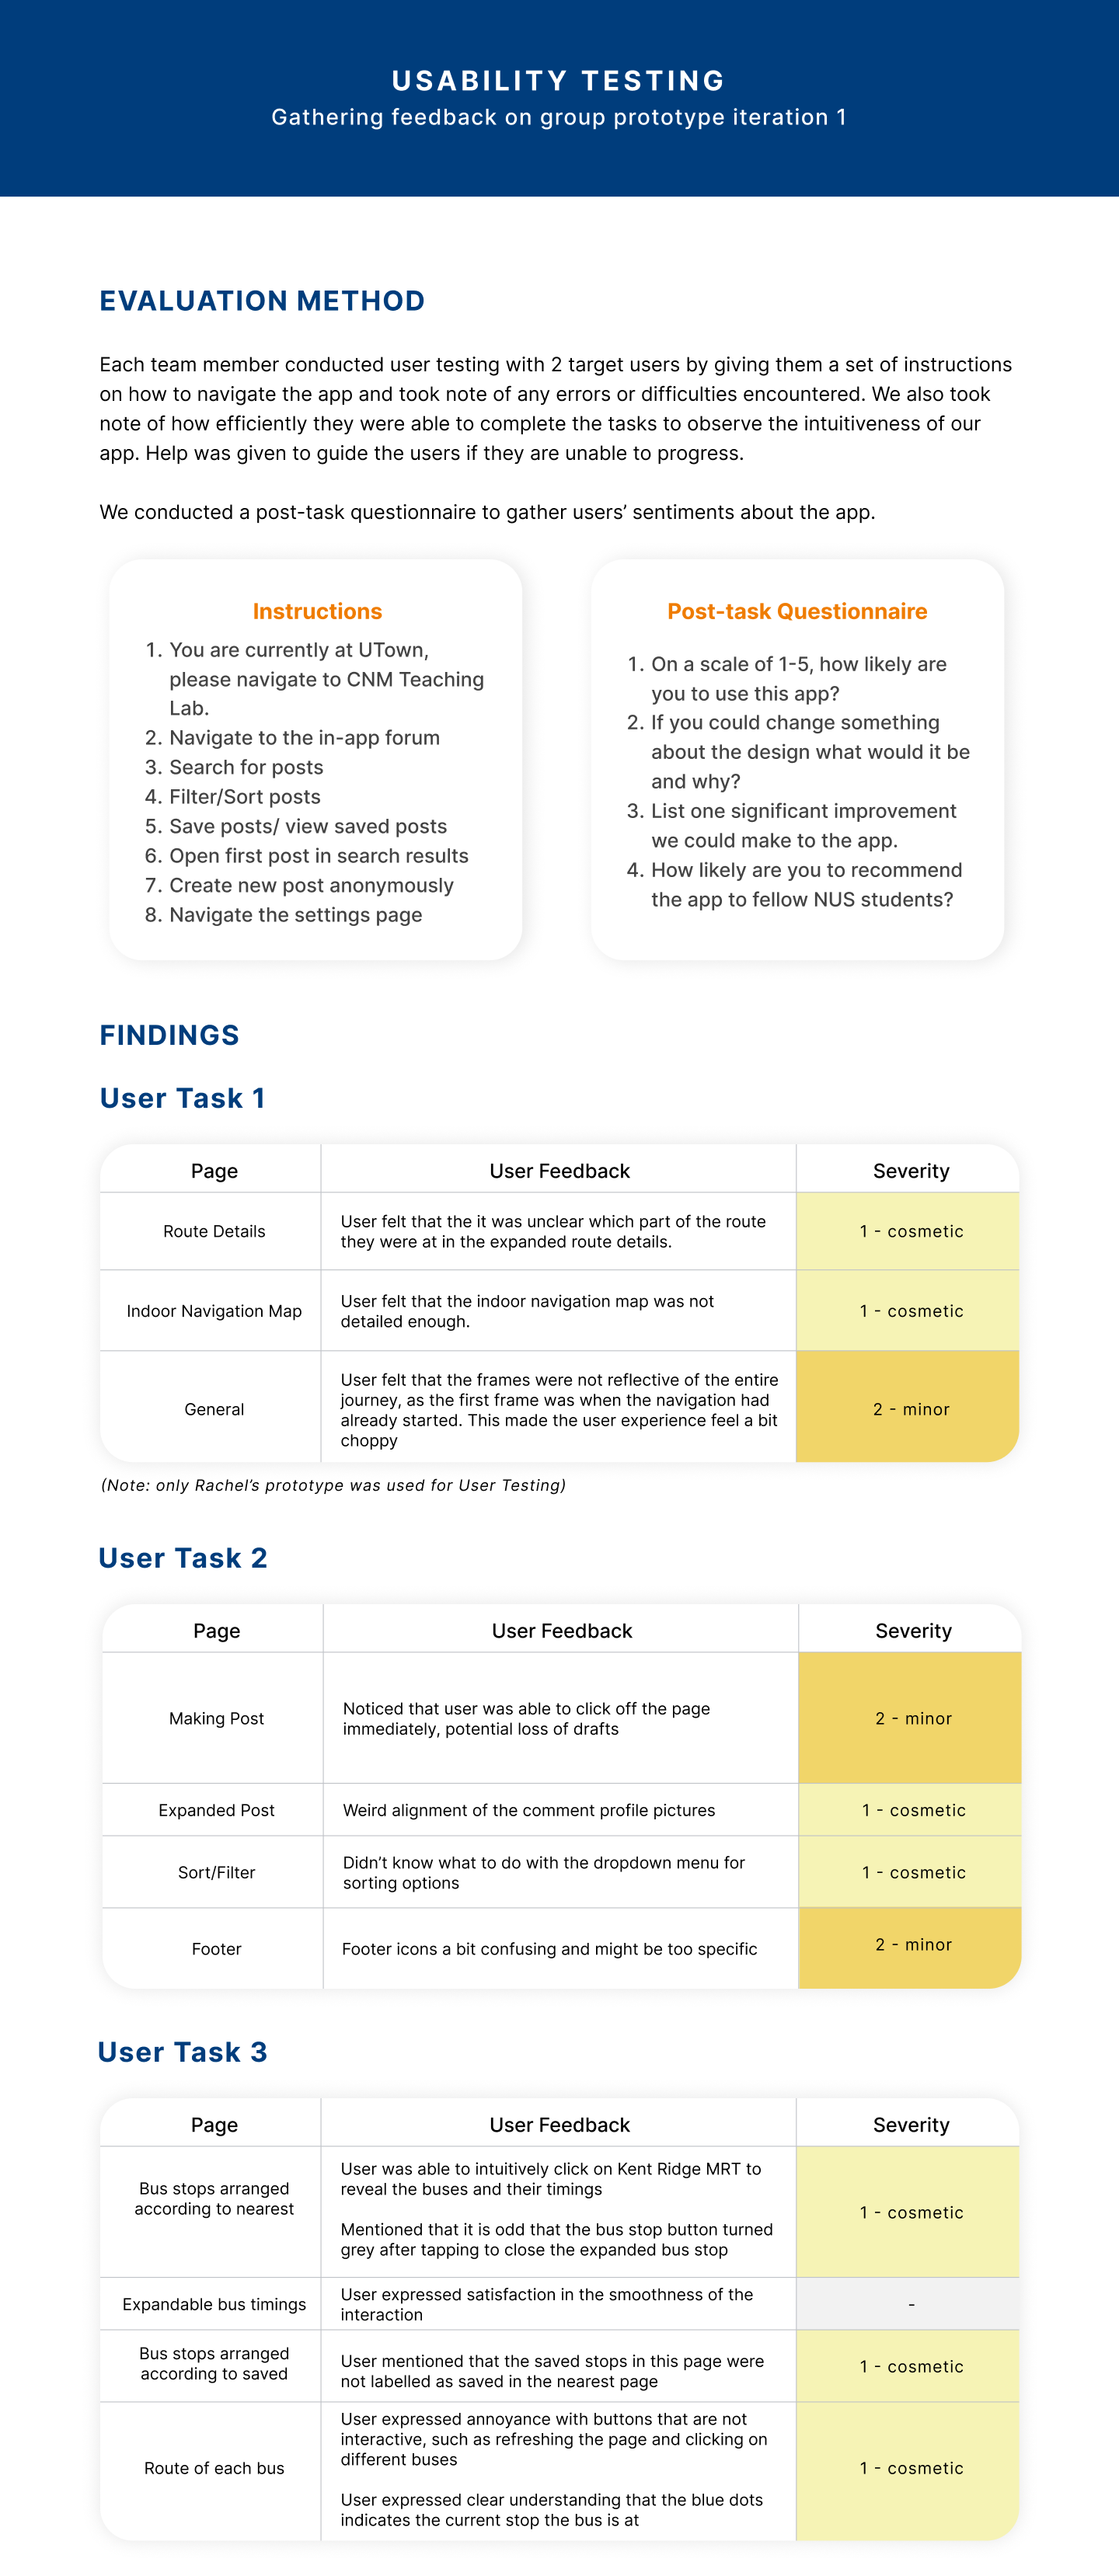 USABILITY TESTING
Gathering feedback on group prototype iteration 1
EVALUATION METHOD
Each team member conducted user testing with 2 target users by giving them a set of instructions
on how to navigate the app and took note of any errors or difficulties encountered. We also took
note of how efficiently they were able to complete the tasks to observe the intuitiveness of our
app. Help was given to guide the users if they are unable to progress.
We conducted a post-task questionnaire to gather users’ sentiments about the app.
Instructions
1. You are currently at UTown,
please navigate to CNM Teaching
Lab.
2. Navigate to the in-app forum
3. Search for posts
4. Filter/Sort posts
5. Save posts/ view saved posts
6. Open first post in search results
7. Create new post anonymously
8. Navigate the settings page
Post-task Questionnaire
1. On a scale of 1-5, how likely are
you to use this app?
2. If you could change something
about the design what would it be
and why?
3. List one significant improvement
we could make to the app.
4. How likely are you to recommend
the app to fellow NUS students?
FINDINGS
User Task 1
Page
User Feedback
Severity
Route Details
User felt that the it was unclear which part of the route
they were at in the expanded route details.
1 - cosmetic
Indoor Navigation Map
User felt that the indoor navigation map was not
detailed enough.
1 - cosmetic
General
User felt that the frames were not reflective of the entire
journey, as the first frame was when the navigation had
already started. This made the user experience feel a bit
choppy
2 - minor
(Note: only Rachel’s prototype was used for User Testing)
User Task 2
Page
User Feedback
Severity
Making Post
Noticed that user was able to click off the page
immediately, potential loss of drafts
2 - minor
Expanded Post
Weird alignment of the comment profile pictures
1 - cosmetic
Sort/Filter
Didn’t know what to do with the dropdown menu for
sorting options
1 - cosmetic
Footer
Footer icons a bit confusing and might be too specific
2 - minor
User Task 3
Page
User Feedback
Severity
Bus stops arranged
according to nearest
User was able to intuitively click on Kent Ridge MRT to
reveal the buses and their timings
Mentioned that it is odd that the bus stop button turned
grey after tapping to close the expanded bus stop
1 - cosmetic
Expandable bus timings
User expressed satisfaction in the smoothness of the
interaction
-
Bus stops arranged
according to saved
User mentioned that the saved stops in this page were
not labelled as saved in the nearest page
1 - cosmetic
Route of each bus
User expressed annoyance with buttons that are not
interactive, such as refreshing the page and clicking on
different buses
User expressed clear understanding that the blue dots
indicates the current stop the bus is at
1 - cosmetic